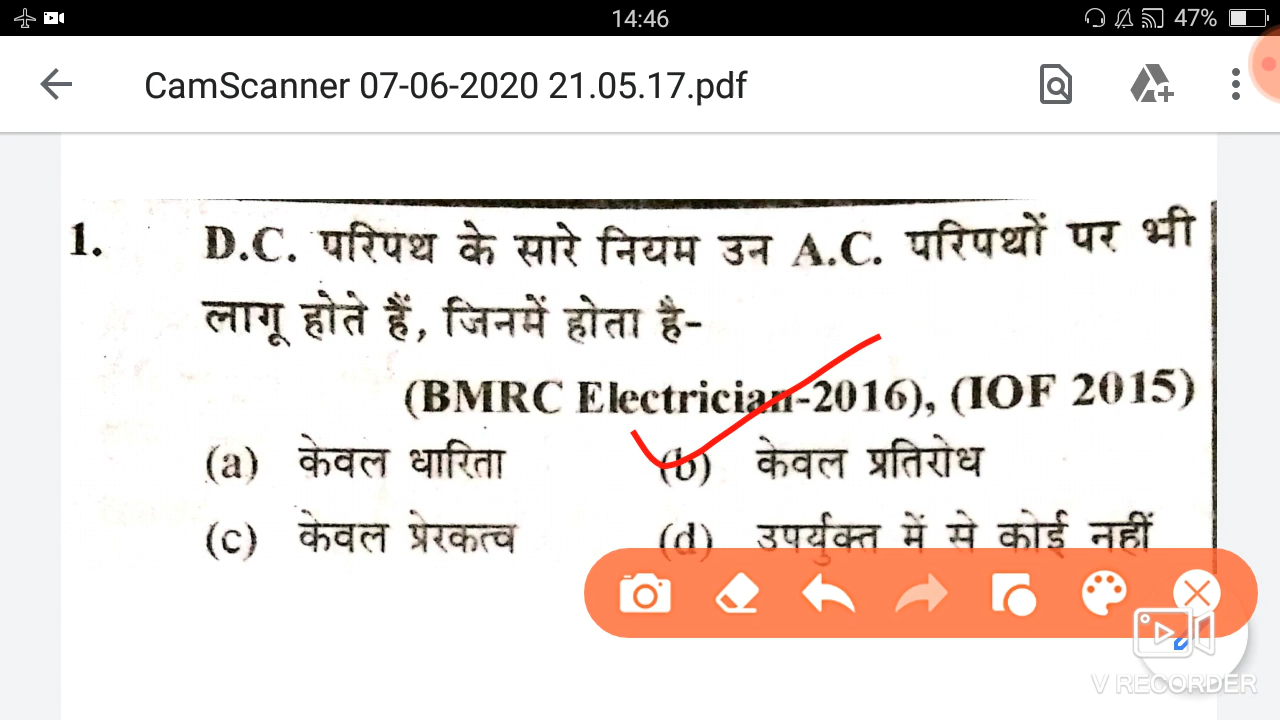 14:46
47%
CamScanner 07-06-2020 21.05.17.pdf
1. D.C. परिपथ के सारे नियम उन A.C. परिपथों पर भी
लागू होते हैं, जिनमें होता है-
(BMRC Electrician-2016), (IOF 2015)
(a) केवल धारिता (b) केवल प्रतिरोध
(c) केवल प्रेरकत्व (d) उपर्युक्त में से कोई नहीं
V RECORDER